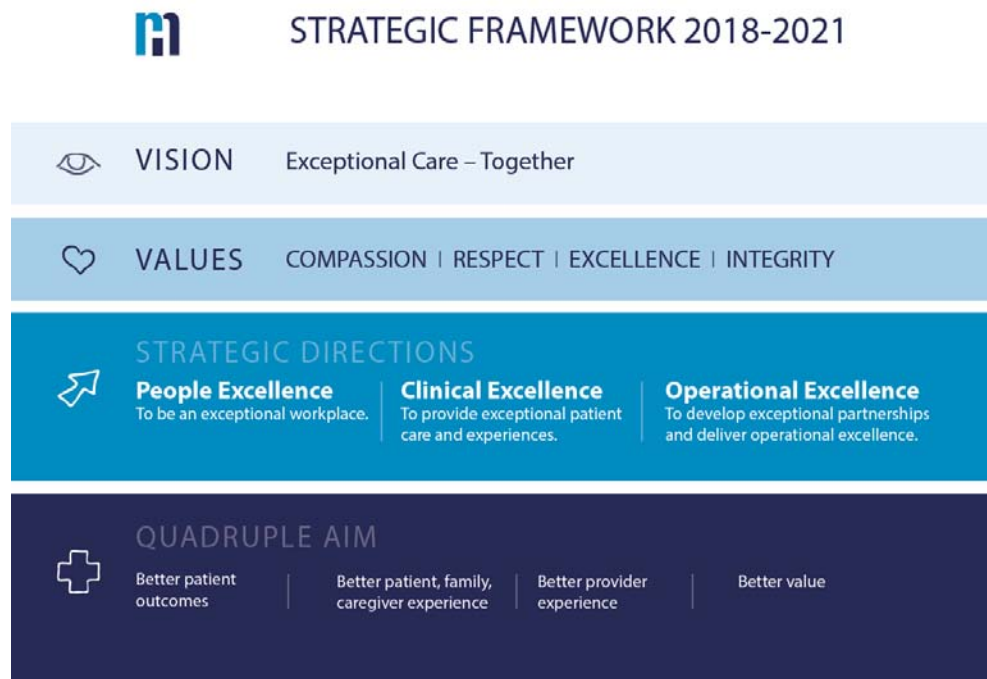 STRATEGIC FRAMEWORK 2018-2021
VISION
Exceptional Care – Together
VALUES
COMPASSION | RESPECT | EXCELLENCE | INTEGRITY
STRATEGIC DIRECTIONS
People Excellence
To be an exceptional workplace.
Clinical Excellence
To provide exceptional patient
care and experiences.
Operational Excellence
To develop exceptional partnerships
and deliver operational excellence.
QUADRUPLE AIM
Better patient
outcomes
Better patient, family,
caregiver experience
Better provider
experience
Better value